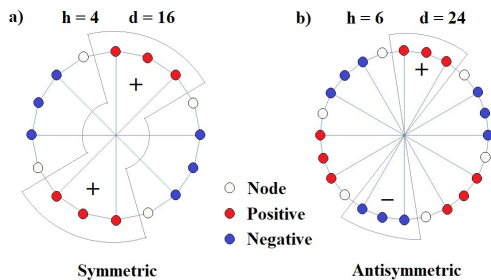 a) h = 4 d = 16
b) h = 6 d = 24
+
+
+
−
Node
Positive
Negative
Symmetric
Antisymmetric